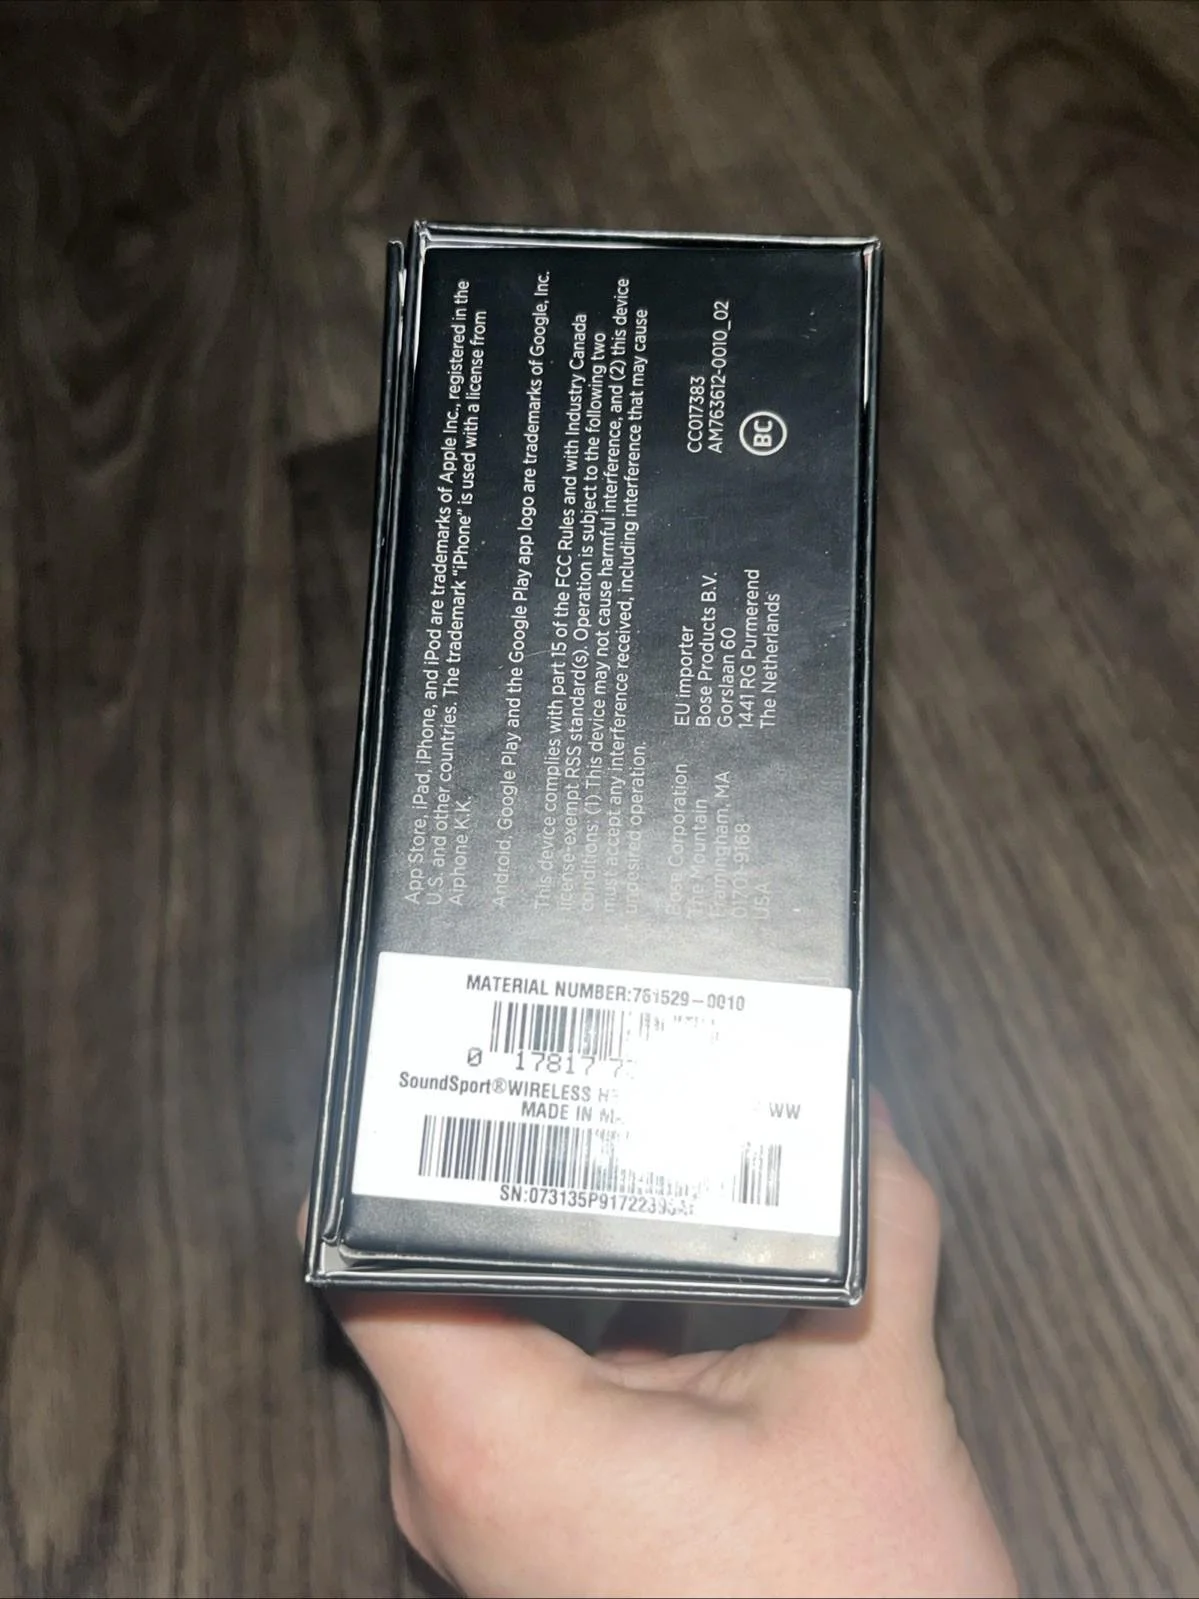 App Store, iPad, iPhone, and iPod are trademarks of Apple Inc., registered in the
U.S. and other countries. The trademark "iPhone" is used with a license from
Aiphone K.K.
Android, Google Play and the Google Play app logo are trademarks of Google, Inc.
This device complies with part 15 of the FCC Rules and with Industry Canada
license-exempt RSS standard(s). Operation is subject to the following two
conditions: (1) This device may not cause harmful interference, and (2) this device
must accept any interference received, including interference that may cause
undesired operation.
Bose Corporation
The Mountain
Framingham, MA
01701-9168
USA
EU importer
Bose Products B.V.
Gorslaan 60
1441 RG Purmerend
The Netherlands
CC017383
AM763612-0010_02
BC
MATERIAL NUMBER:761529-0010
0 17817
SoundSport®WIRELESS WW
MADE IN